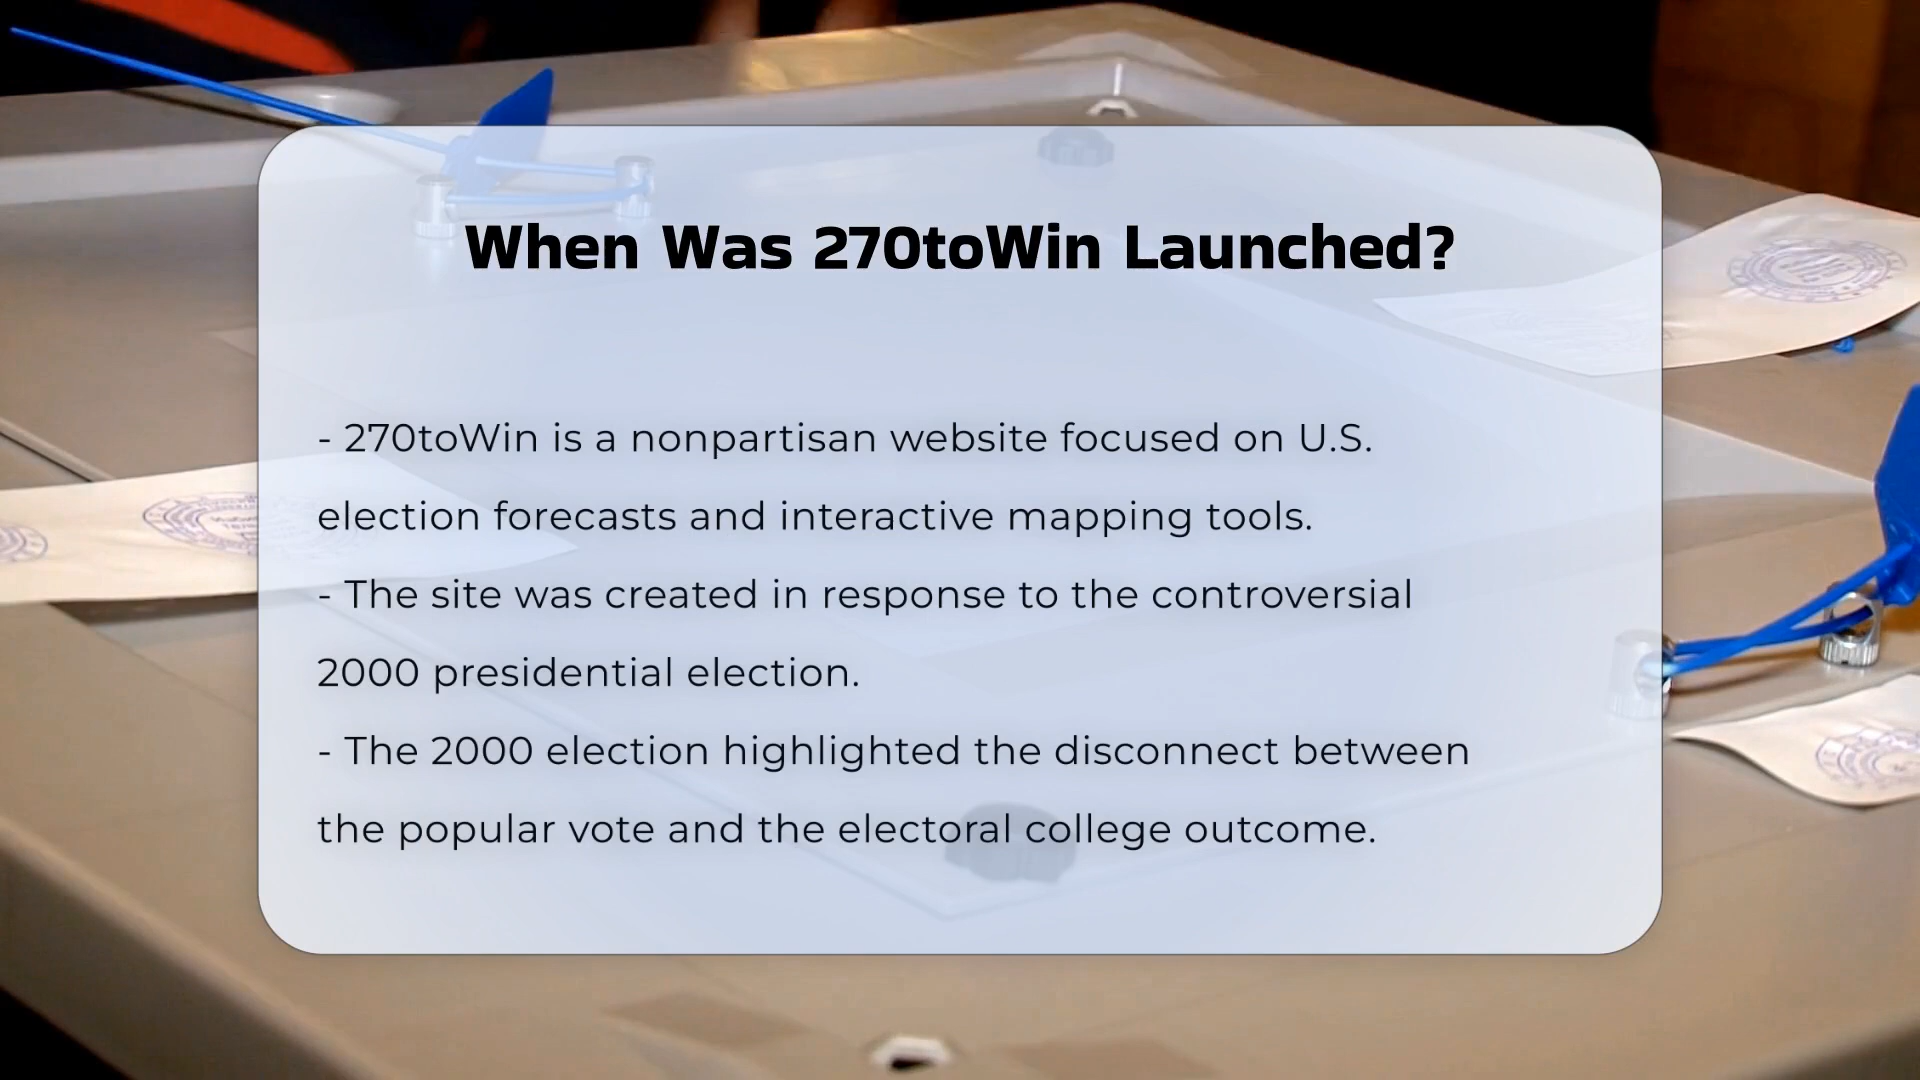 When Was 270toWin Launched?
- 270toWin is a nonpartisan website focused on U.S.
election forecasts and interactive mapping tools.
- The site was created in response to the controversial
2000 presidential election.
- The 2000 election highlighted the disconnect between
the popular vote and the electoral college outcome.